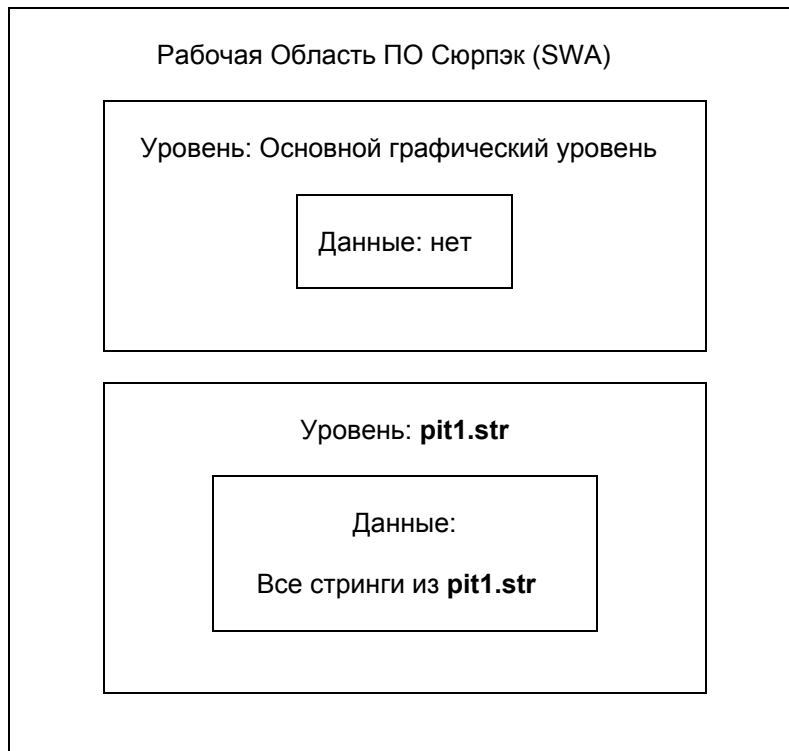 Рабочая Область ПО Сюрпэк (SWA)
Уровень: Основной графический уровень
Данные: нет
Уровень: pit1.str
Данные:
Все стринги из pit1.str